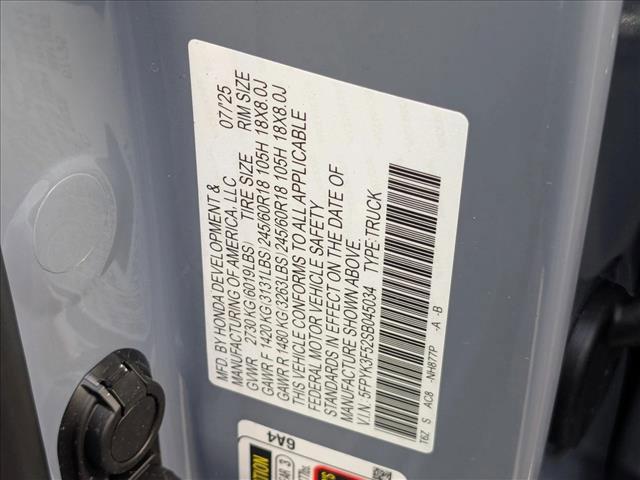 MFD. BY HONDA DEVELOPMENT &
MANUFACTURING OF AMERICA, LLC 07/'25
GVWR 2730KG(6019LBS) TIRE SIZE RIM SIZE
GAWR F 1420KG(3131LBS)245/60R18 105H 18X8.0J
GAWR R 1480KG(3263LBS)245/60R18 105H 18X8.0J
THIS VEHICLE CONFORMS TO ALL APPLICABLE
FEDERAL MOTOR VEHICLE SAFETY
STANDARDS IN EFFECT ON THE DATE OF
MANUFACTURE SHOWN ABOVE.
V.I.N. 5FPYK3F52SB045034 TYPE:TRUCK
T6Z S AC8 -NH877P -A -B
6A4